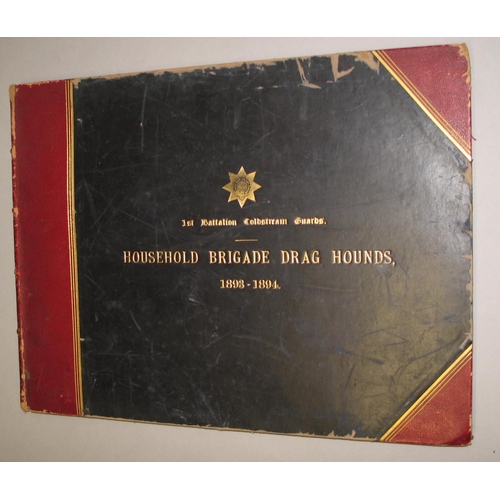 1st Battalion Coldstream Guards.
HOUSEHOLD BRIGADE DRAG HOUNDS,
1893-1894.